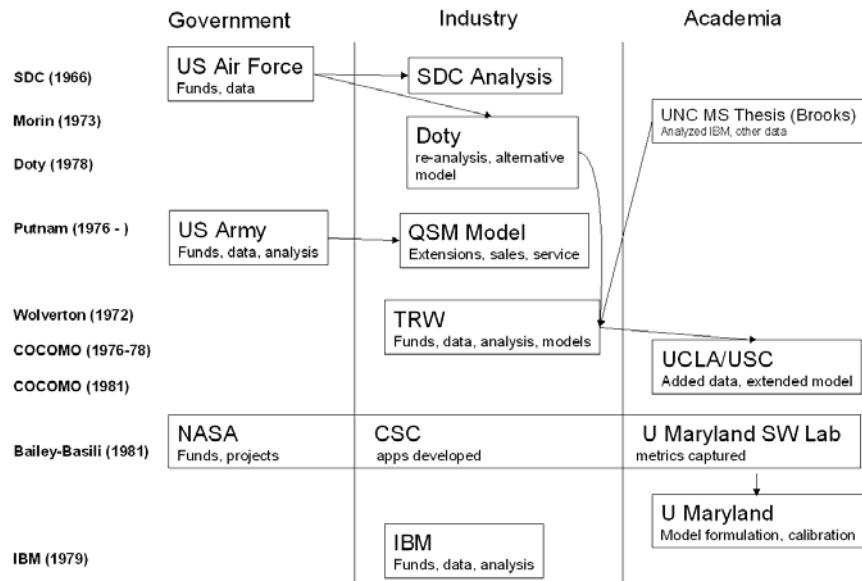 Government Industry Academia
SDC (1966)
US Air Force
Funds, data
SDC Analysis
Morin (1973)
UNC MS Thesis (Brooks)
Analyzed IBM, other data
Doty (1978)
Doty
re-analysis, alternative
model
Putnam (1976 - )
US Army
Funds, data, analysis
QSM Model
Extensions, sales, service
Wolverton (1972)
TRW
Funds, data, analysis, models
COCOMO (1976-78)
UCLA/USC
Added data, extended model
COCOMO (1981)
Bailey-Basili (1981)
NASA
Funds, projects
CSC
apps developed
U Maryland SW Lab
metrics captured
U Maryland
Model formulation, calibration
IBM (1979)
IBM
Funds, data, analysis